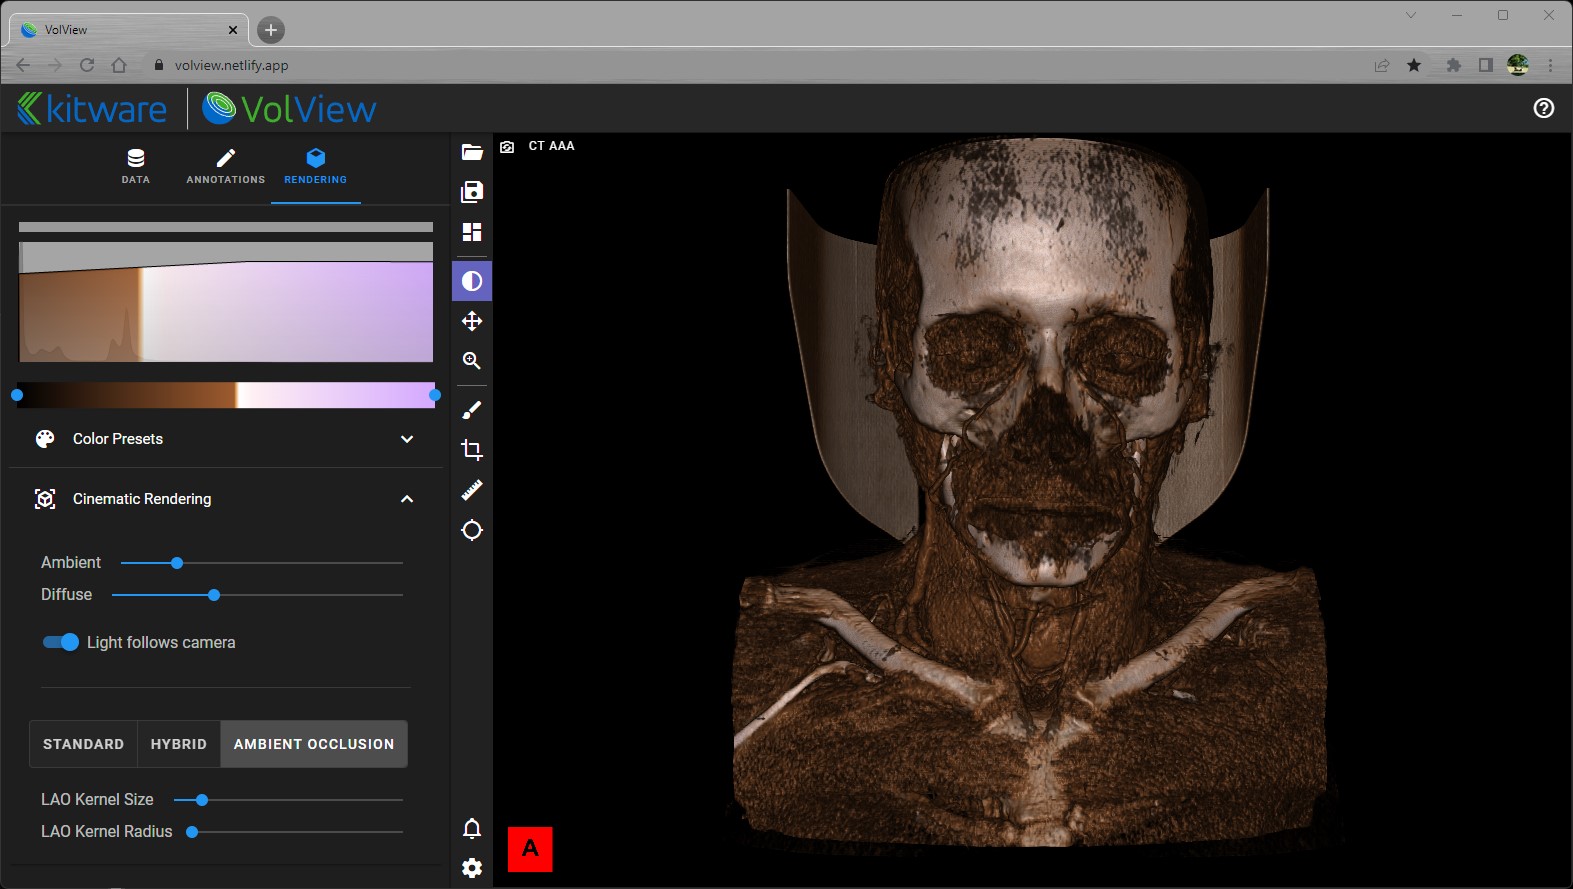 VolView
volview.netlify.app
kitware
VolView
DATA
ANNOTATIONS
RENDERING
CT AAA
Color Presets
Cinematic Rendering
Ambient
Diffuse
Light follows camera
STANDARD
HYBRID
AMBIENT OCCLUSION
LAO Kernel Size
LAO Kernel Radius
A